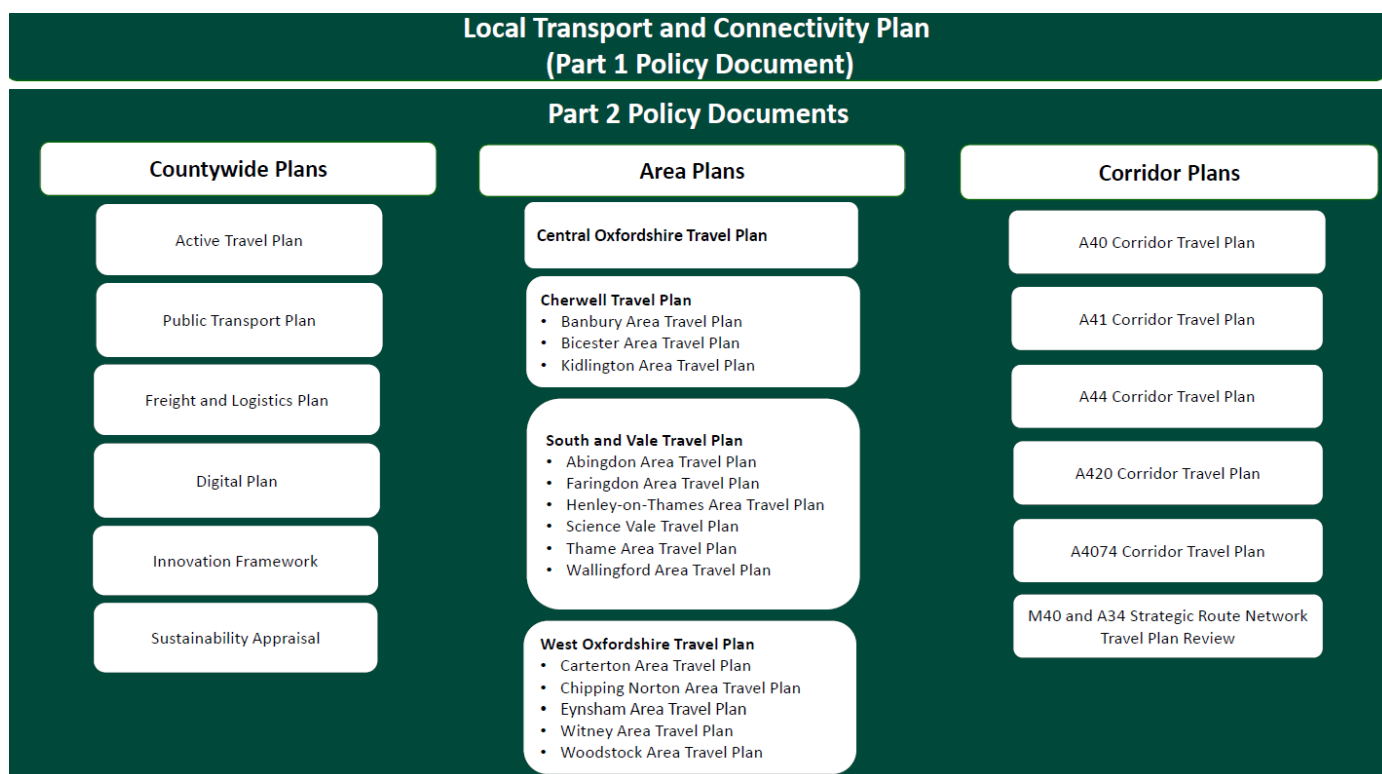 Local Transport and Connectivity Plan
(Part 1 Policy Document)
Part 2 Policy Documents
Countywide Plans
Active Travel Plan
Public Transport Plan
Freight and Logistics Plan
Digital Plan
Innovation Framework
Sustainability Appraisal
Area Plans
Central Oxfordshire Travel Plan
Cherwell Travel Plan
• Banbury Area Travel Plan
• Bicester Area Travel Plan
• Kidlington Area Travel Plan
South and Vale Travel Plan
• Abingdon Area Travel Plan
• Faringdon Area Travel Plan
• Henley-on-Thames Area Travel Plan
• Science Vale Travel Plan
• Thame Area Travel Plan
• Wallingford Area Travel Plan
West Oxfordshire Travel Plan
• Carterton Area Travel Plan
• Chipping Norton Area Travel Plan
• Eynsham Area Travel Plan
• Witney Area Travel Plan
• Woodstock Area Travel Plan
Corridor Plans
A40 Corridor Travel Plan
A41 Corridor Travel Plan
A44 Corridor Travel Plan
A420 Corridor Travel Plan
A4074 Corridor Travel Plan
M40 and A34 Strategic Route Network
Travel Plan Review